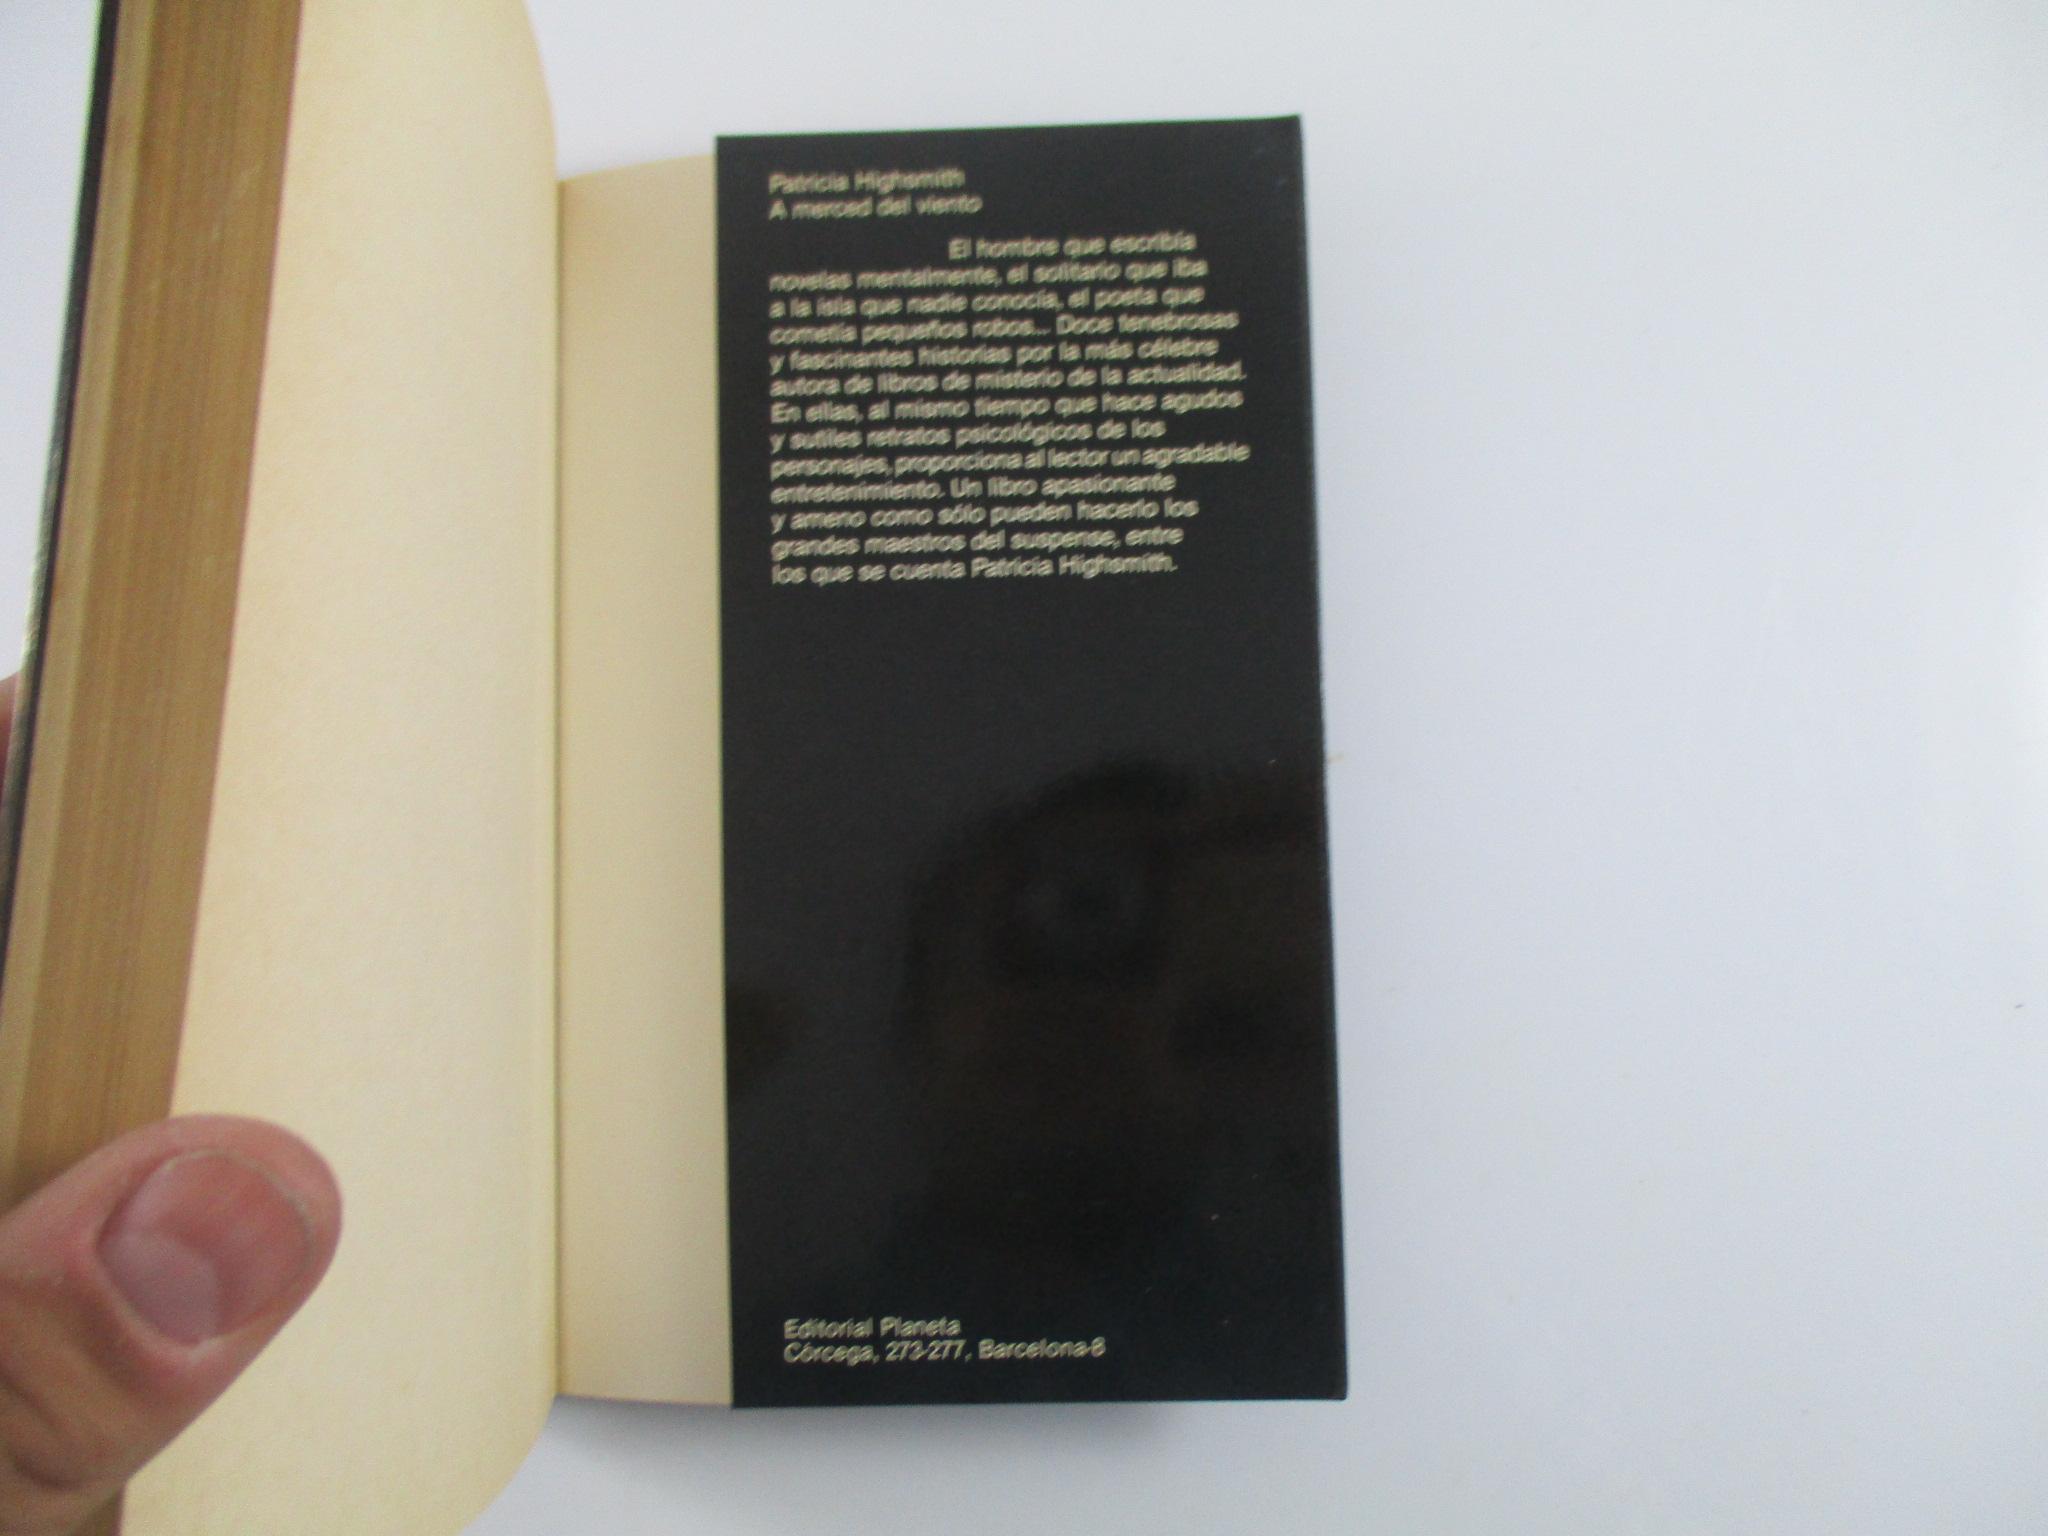 Patricia Highsmith
A merced del viento
El hombre que escribía
novelas mentalmente, el solitario que iba
a la isla que nadie conocía, el poeta que
cometía pequeños robos... Doce tenebrosas
y fascinantes historias por la más célebre
autora de libros de misterio de la actualidad.
En ellas, al mismo tiempo que hace agudos
y sutiles retratos psicológicos de los
personajes, proporciona al lector un agradable
entretenimiento. Un libro apasionante
y ameno como sólo pueden hacerlo los
grandes maestros del suspense, entre
los que se cuenta Patricia Highsmith.
Editorial Planeta
Córcega, 273-277, Barcelona-8